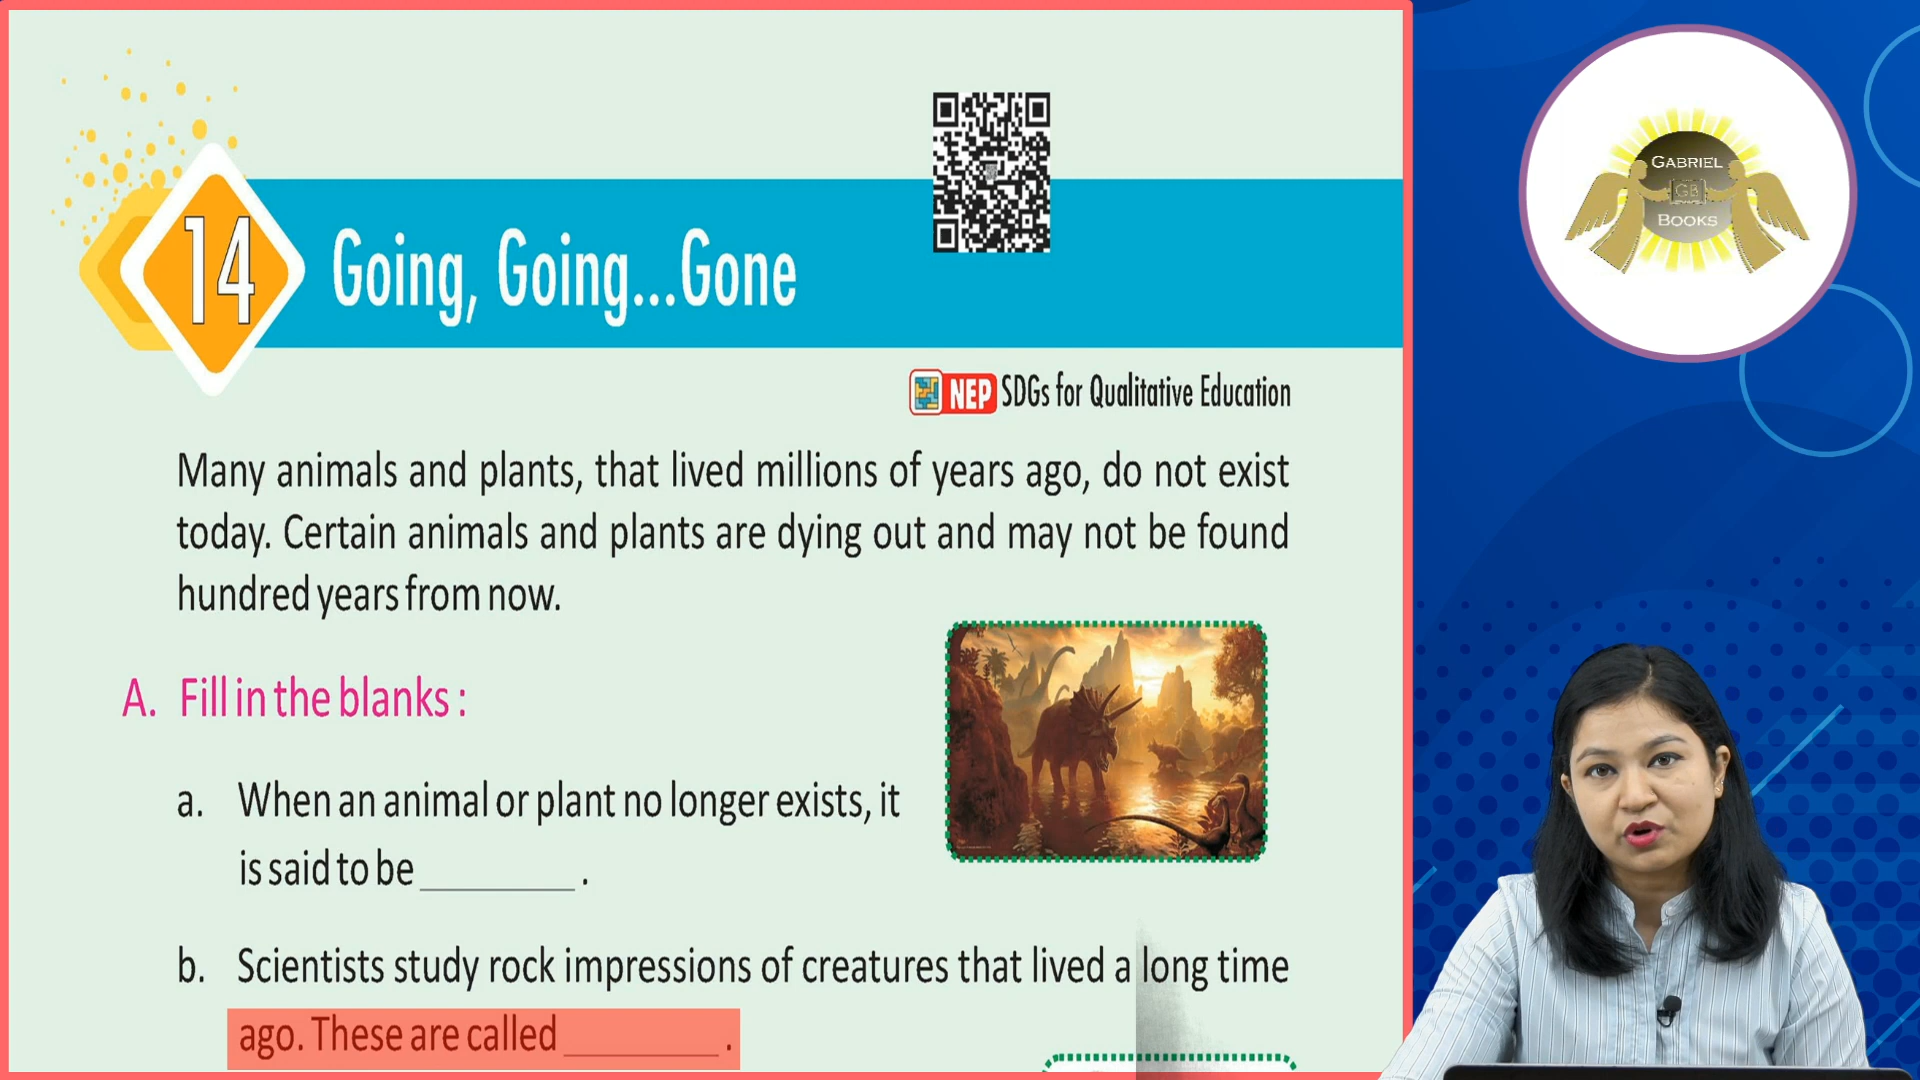 14
Going, Going...Gone
NEP SDGs for Qualitative Education
Many animals and plants, that lived millions of years ago, do not exist
today. Certain animals and plants are dying out and may not be found
hundred years from now.
A. Fill in the blanks :
a. When an animal or plant no longer exists, it
is said to be _________ .
b. Scientists study rock impressions of creatures that lived a long time
ago. These are called _________ .
GABRIEL
GB
BOOKS